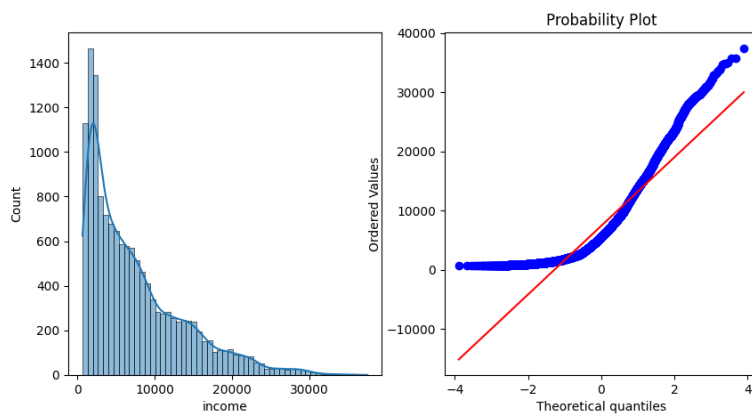 Probability Plot
1400
1200
1000
800
600
400
200
0
Count
0 10000 20000 30000
income
40000
30000
20000
10000
0
−10000
Ordered Values
−4 −2 0 2 4
Theoretical quantiles